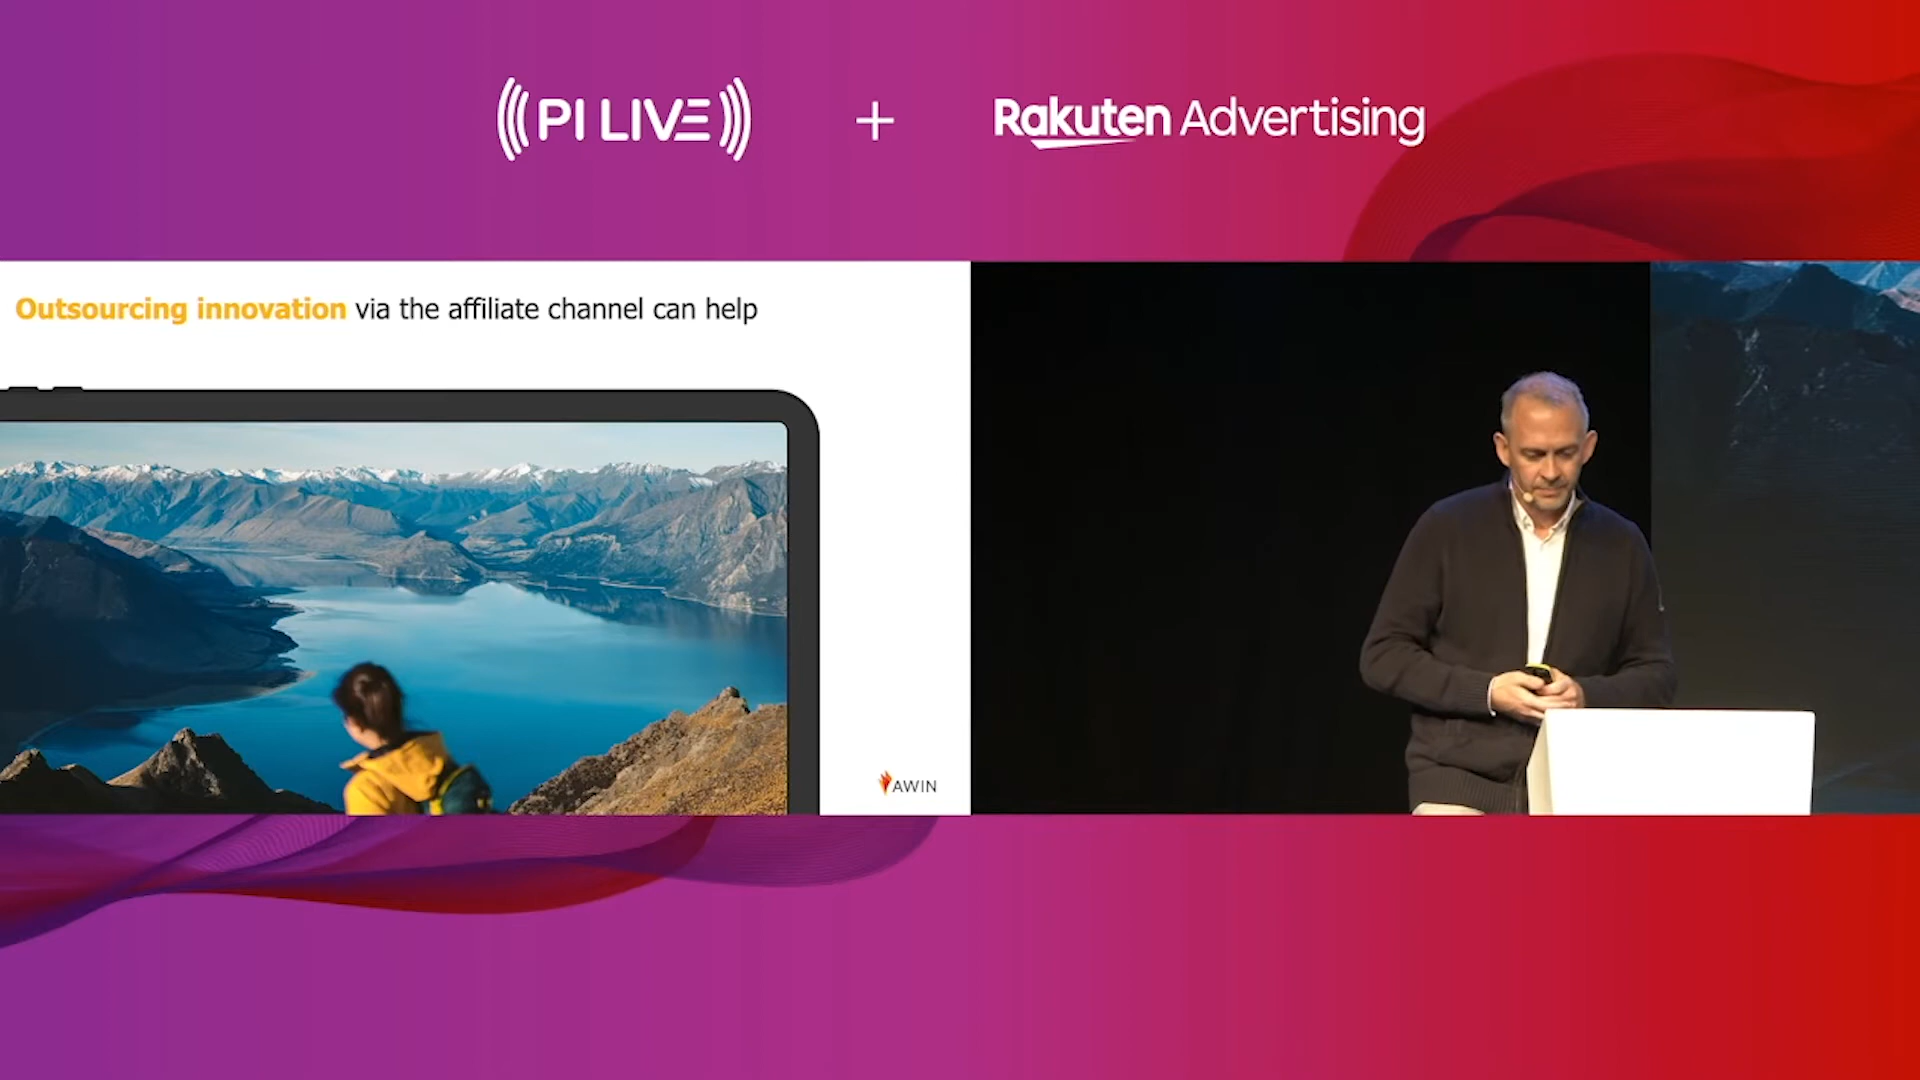 PI LIVE + Rakuten Advertising
Outsourcing innovation via the affiliate channel can help
AWIN